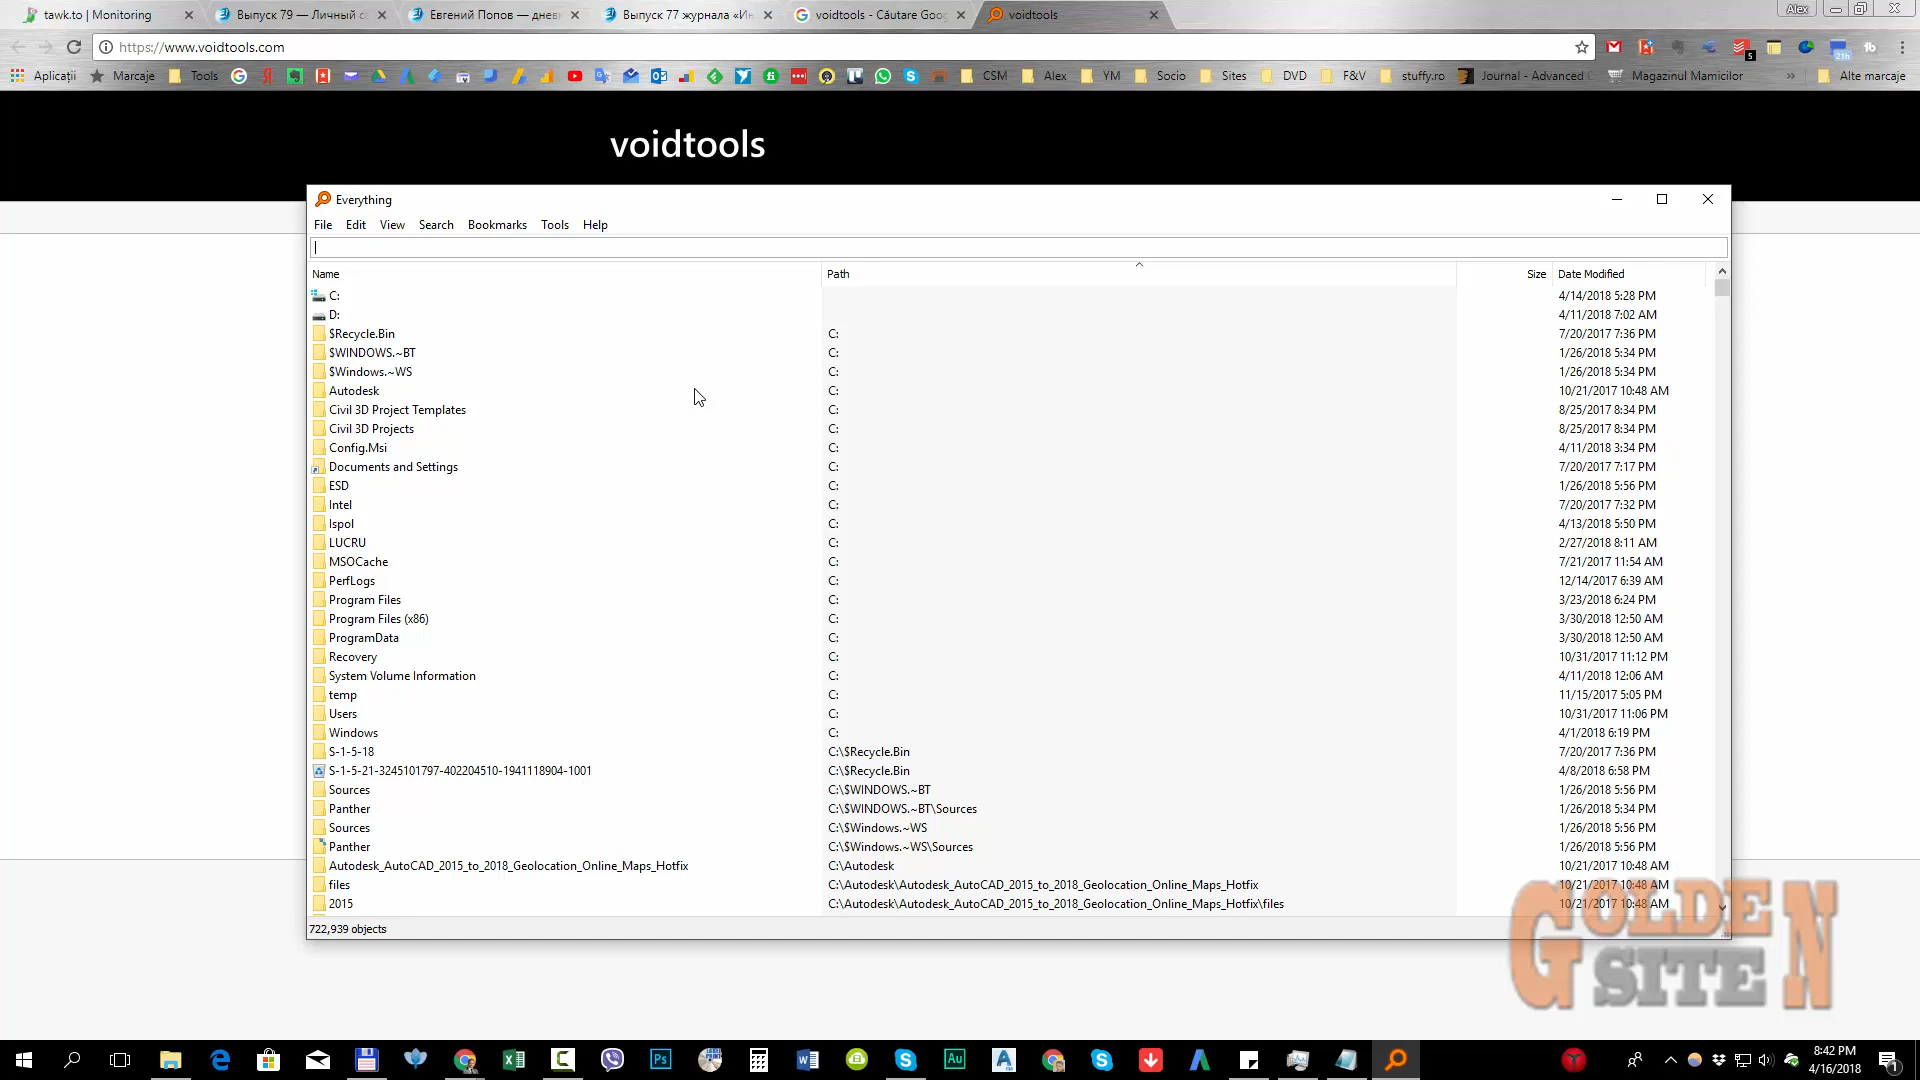 tawk.to | Monitoring
Выпуск 79 — Личный са
Евгений Попов — дне
Выпуск 77 журнала «Ин
voidtools - Căutare Goo
voidtools
Alex
https://www.voidtools.com
Aplicații Marcaje Tools CSM Alex YM Socio Sites DVD F&V stuffy.ro Journal - Advanced Magazinul Mamicilor » Alte marcaje
voidtools
Everything
File Edit View Search Bookmarks Tools Help
Name Path Size Date Modified
C: 4/14/2018 5:28 PM
D: 4/11/2018 7:02 AM
$Recycle.Bin C: 7/20/2017 7:36 PM
$WINDOWS.~BT C: 1/26/2018 5:34 PM
$Windows.~WS C: 1/26/2018 5:34 PM
Autodesk C: 10/21/2017 10:48 AM
Civil 3D Project Templates C: 8/25/2017 8:34 PM
Civil 3D Projects C: 8/25/2017 8:34 PM
Config.Msi C: 4/11/2018 3:34 PM
Documents and Settings C: 7/20/2017 7:17 PM
ESD C: 1/26/2018 5:56 PM
Intel C: 7/20/2017 7:32 PM
Ispol C: 4/13/2018 5:50 PM
LUCRU C: 2/27/2018 8:11 AM
MSOCache C: 7/21/2017 11:54 AM
PerfLogs C: 12/14/2017 6:39 AM
Program Files C: 3/23/2018 6:24 PM
Program Files (x86) C: 3/30/2018 12:50 AM
ProgramData C: 3/30/2018 12:50 AM
Recovery C: 10/31/2017 11:12 PM
System Volume Information C: 4/11/2018 12:06 AM
temp C: 11/15/2017 5:05 PM
Users C: 10/31/2017 11:06 PM
Windows C: 4/1/2018 6:19 PM
S-1-5-18 C:\$Recycle.Bin 7/20/2017 7:36 PM
S-1-5-21-3245101797-402204510-1941118904-1001 C:\$Recycle.Bin 4/8/2018 6:58 PM
Sources C:\$WINDOWS.~BT 1/26/2018 5:56 PM
Panther C:\$WINDOWS.~BT\Sources 1/26/2018 5:34 PM
Sources C:\$Windows.~WS 1/26/2018 5:56 PM
Panther C:\$Windows.~WS\Sources 1/26/2018 5:56 PM
Autodesk_AutoCAD_2015_to_2018_Geolocation_Online_Maps_Hotfix C:\Autodesk 10/21/2017 10:48 AM
files C:\Autodesk\Autodesk_AutoCAD_2015_to_2018_Geolocation_Online_Maps_Hotfix 10/21/2017 10:48 AM
2015 C:\Autodesk\Autodesk_AutoCAD_2015_to_2018_Geolocation_Online_Maps_Hotfix\files 10/21/2017 10:48 AM
722,939 objects
GOLDEN
SITE
8:42 PM
4/16/2018